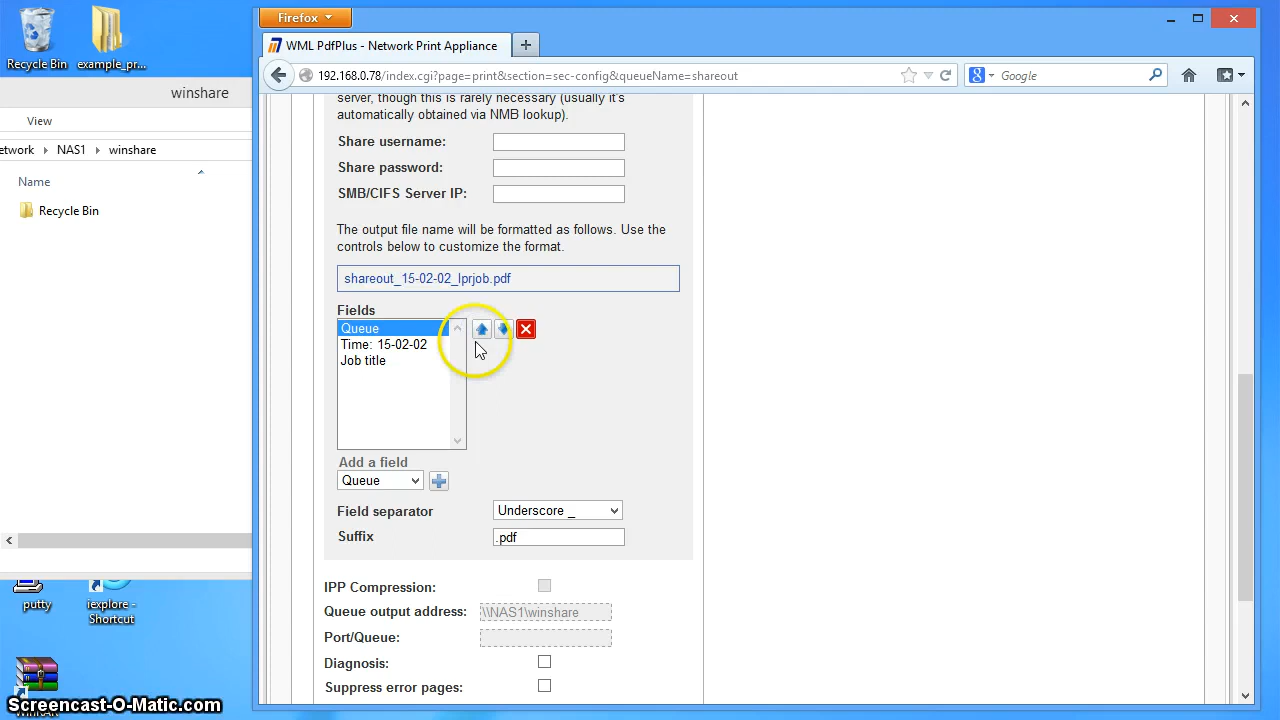 Firefox
WML PdfPlus - Network Print Appliance
Recycle Bin
example_pr...
192.168.0.78/index.cgi?page=print&section=sec-config&queueName=shareout
Google
winshare
View
etwork
NAS1
winshare
Name
Recycle Bin
server, though this is rarely necessary (usually it's
automatically obtained via NMB lookup).
Share username:
Share password:
SMB/CIFS Server IP:
The output file name will be formatted as follows. Use the
controls below to customize the format.
shareout_15-02-02_lprjob.pdf
Fields
Queue
Time: 15-02-02
Job title
Add a field
Queue
Field separator
Underscore _
Suffix
.pdf
IPP Compression:
Queue output address:
\\NAS1\winshare
Port/Queue:
Diagnosis:
Suppress error pages:
putty
iexplore -
Shortcut
Screencast-O-Matic.com